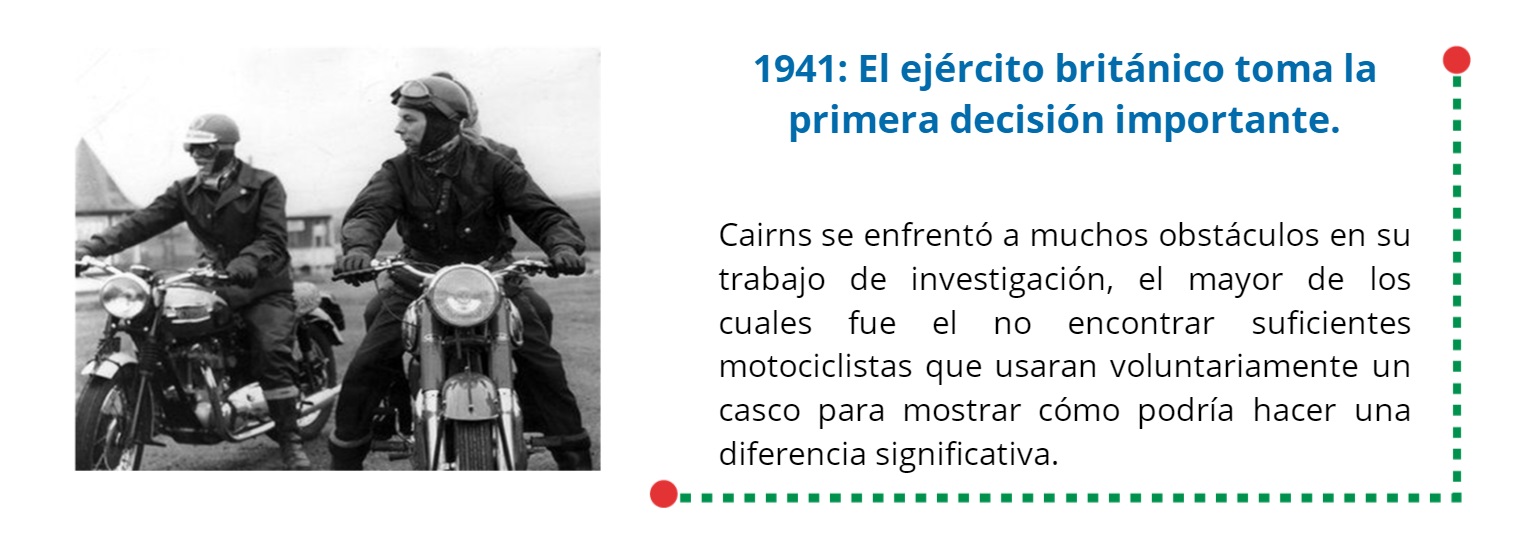 1941: El ejército británico toma la
primera decisión importante.
Cairns se enfrentó a muchos obstáculos en su
trabajo de investigación, el mayor de los
cuales fue el no encontrar suficientes
motociclistas que usaran voluntariamente un
casco para mostrar cómo podría hacer una
diferencia significativa.